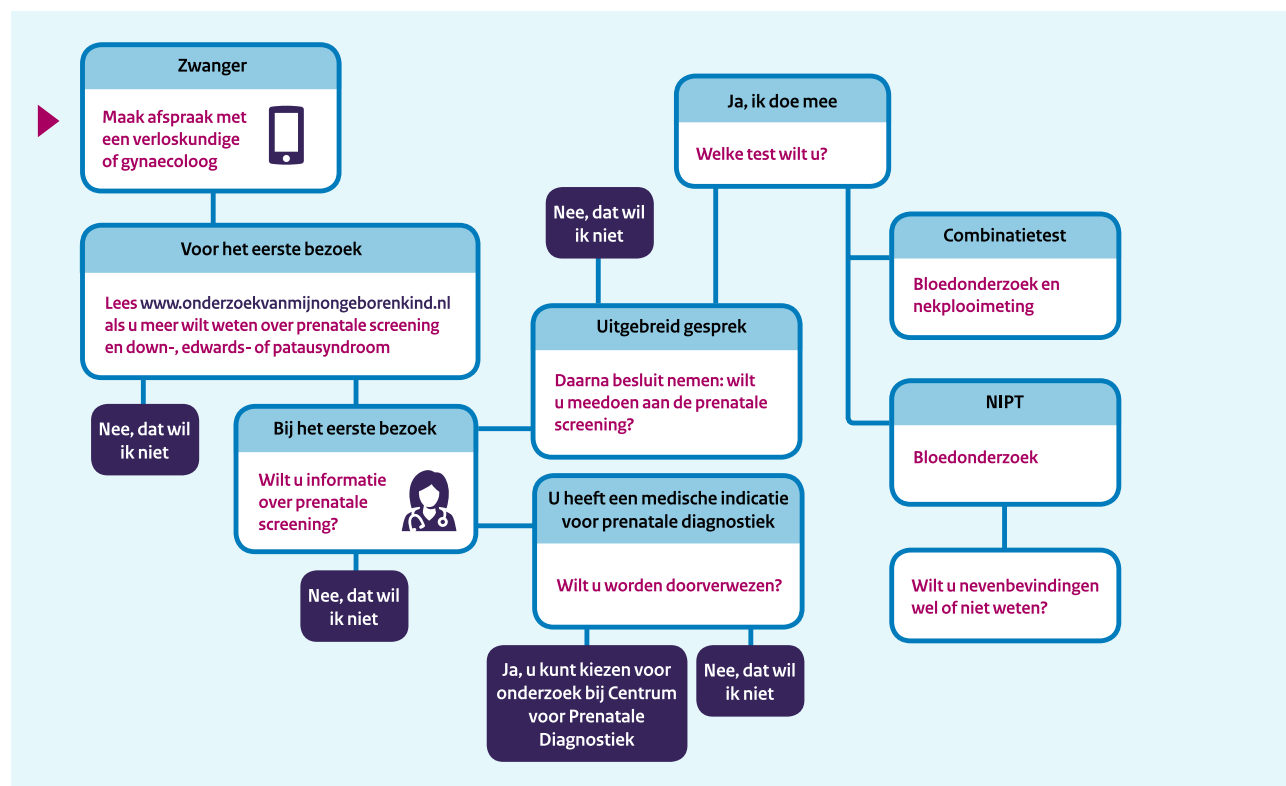 Zwanger
Maak afspraak met
een verloskundige
of gynaecoloog
Voor het eerste bezoek
Lees www.onderzoekvanmijnongeborenkind.nl
als u meer wilt weten over prenatale screening
en down-, edwards- of patausyndroom
Nee, dat wil
ik niet
Bij het eerste bezoek
Wilt u informatie
over prenatale
screening?
Nee, dat wil
ik niet
Nee, dat wil
ik niet
Uitgebreid gesprek
Daarna besluit nemen: wilt
u meedoen aan de prenatale
screening?
U heeft een medische indicatie
voor prenatale diagnostiek
Wilt u worden doorverwezen?
Ja, u kunt kiezen voor
onderzoek bij Centrum
voor Prenatale
Diagnostiek
Nee, dat wil
ik niet
Ja, ik doe mee
Welke test wilt u?
Combinatietest
Bloedonderzoek en
nekplooimeting
NIPT
Bloedonderzoek
Wilt u nevenbevindingen
wel of niet weten?